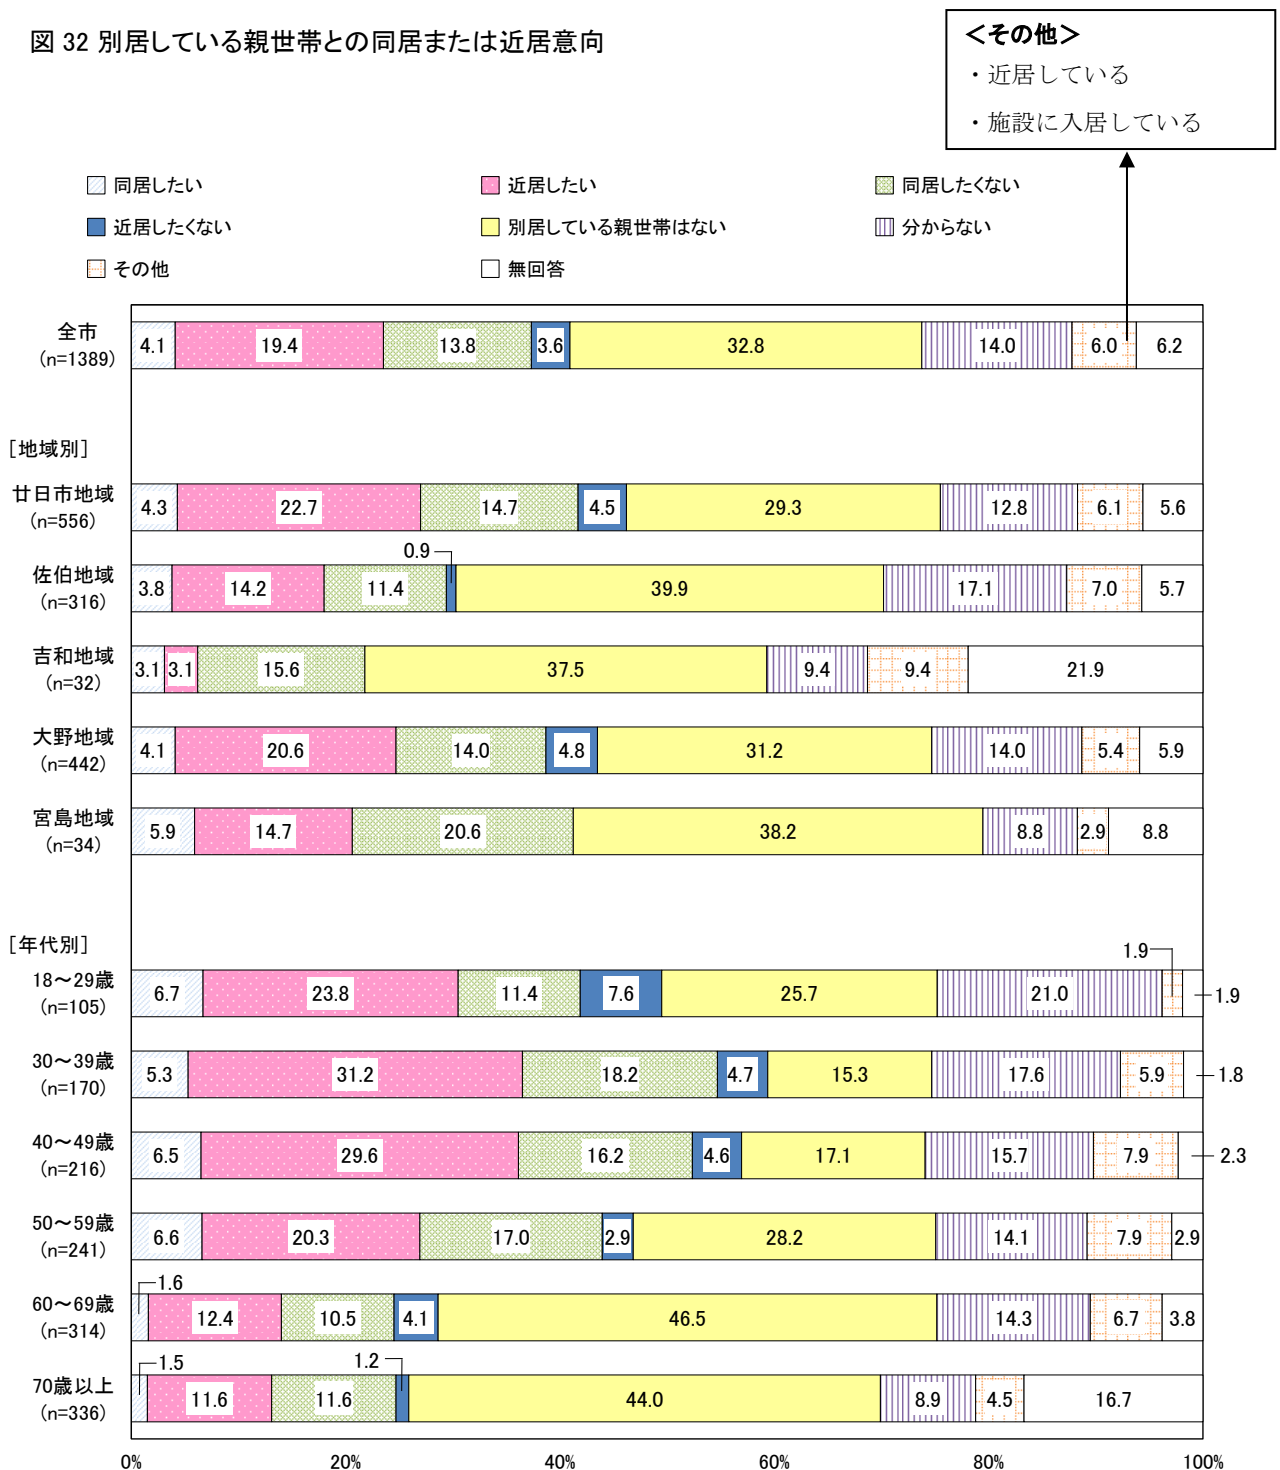 図 32 別居している親世帯との同居または近居意向
＜その他＞
・近居している
・施設に入居している
同居したい 近居したい 同居したくない
近居したくない 別居している親世帯はない 分からない
その他 無回答
全市
(n=1389)
4.1 19.4 13.8 3.6 32.8 14.0 6.0 6.2
［地域別］
廿日市地域
(n=556)
4.3 22.7 14.7 4.5 29.3 12.8 6.1 5.6
佐伯地域
(n=316)
3.8 14.2 11.4 0.9 39.9 17.1 7.0 5.7
吉和地域
(n=32)
3.1 3.1 15.6 37.5 9.4 9.4 21.9
大野地域
(n=442)
4.1 20.6 14.0 4.8 31.2 14.0 5.4 5.9
宮島地域
(n=34)
5.9 14.7 20.6 38.2 8.8 2.9 8.8
［年代別］
18～29歳
(n=105)
6.7 23.8 11.4 7.6 25.7 21.0 1.9 1.9
30～39歳
(n=170)
5.3 31.2 18.2 4.7 15.3 17.6 5.9 1.8
40～49歳
(n=216)
6.5 29.6 16.2 4.6 17.1 15.7 7.9 2.3
50～59歳
(n=241)
6.6 20.3 17.0 2.9 28.2 14.1 7.9 2.9
60～69歳
(n=314)
1.6 12.4 10.5 4.1 46.5 14.3 6.7 3.8
70歳以上
(n=336)
1.5 11.6 11.6 1.2 44.0 8.9 4.5 16.7
0% 20% 40% 60% 80% 100%